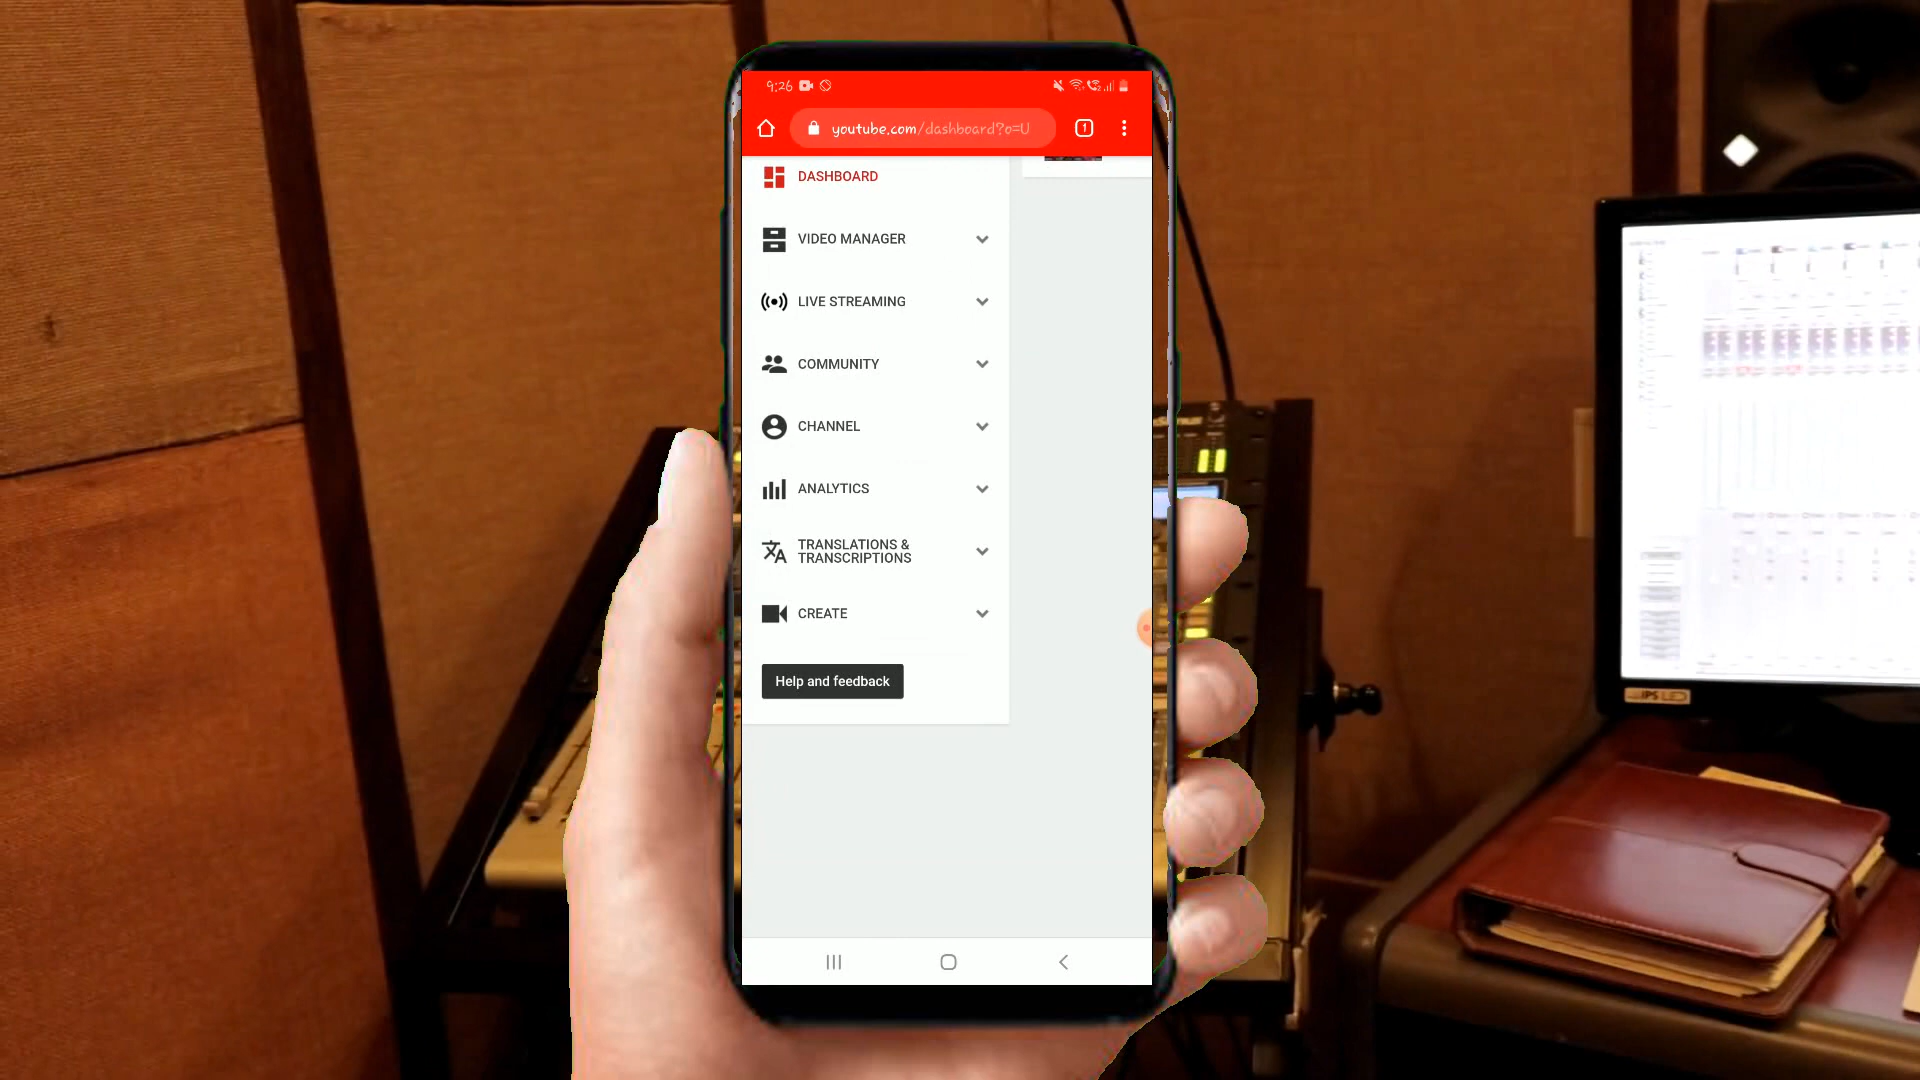 9:26
youtube.com/dashboard?o=U
1
DASHBOARD
VIDEO MANAGER
LIVE STREAMING
COMMUNITY
CHANNEL
ANALYTICS
TRANSLATIONS &
TRANSCRIPTIONS
CREATE
Help and feedback
IPS LED